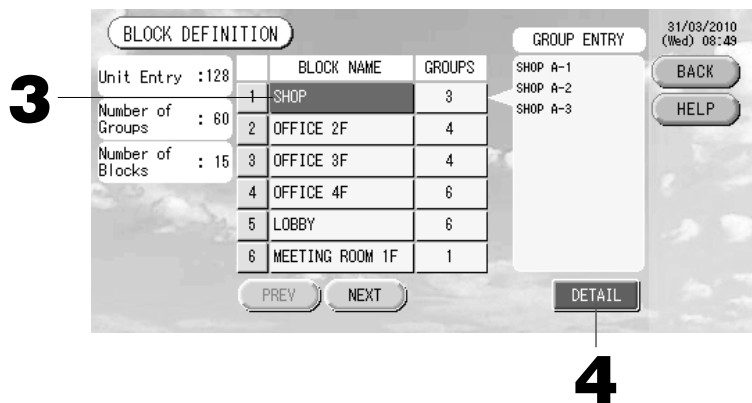 BLOCK DEFINITION
31/03/2010
(Wed) 08:49
GROUP ENTRY
BACK
HELP
Unit Entry :128
Number of Groups : 60
Number of Blocks : 15
BLOCK NAME GROUPS
1 SHOP 3
2 OFFICE 2F 4
3 OFFICE 3F 4
4 OFFICE 4F 6
5 LOBBY 6
6 MEETING ROOM 1F 1
SHOP A-1
SHOP A-2
SHOP A-3
PREV NEXT
DETAIL
3
4